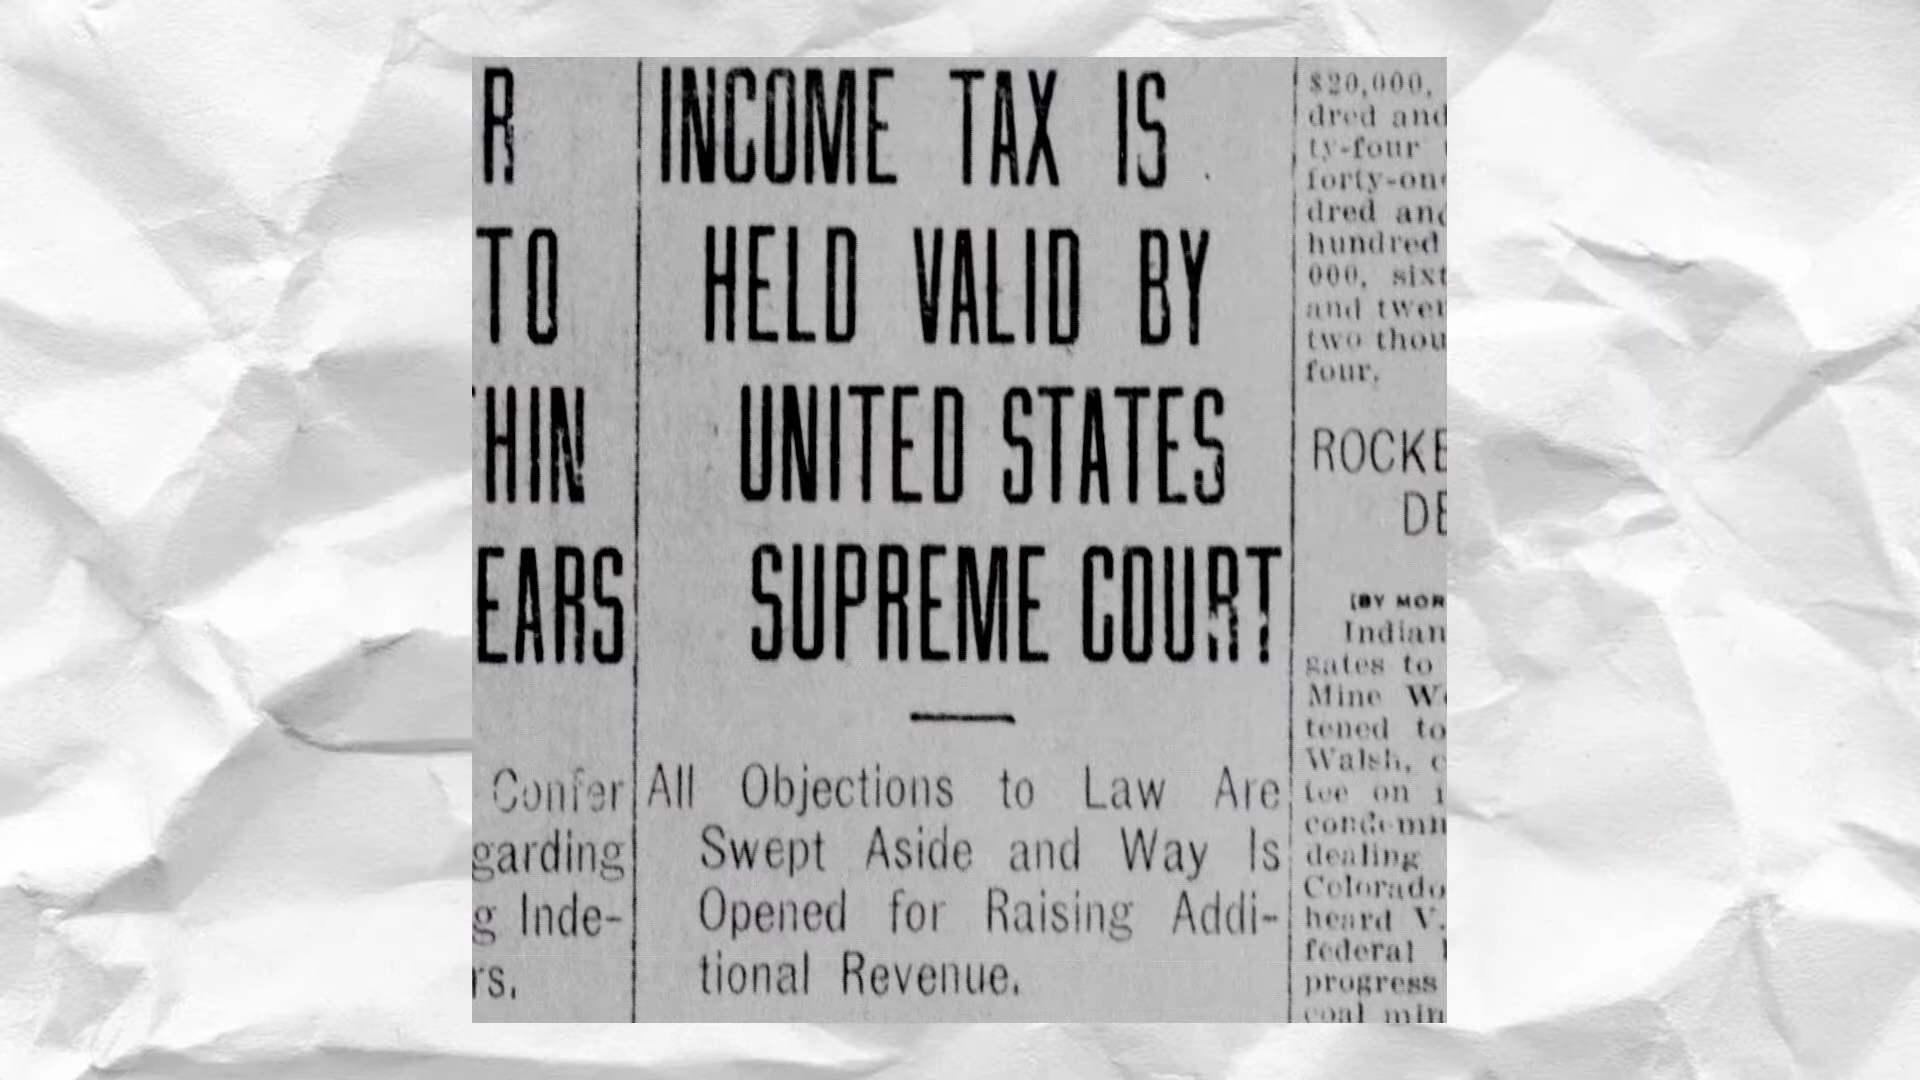 R
TO
HIN
EARS
Confer
garding
g Inde-
rs.
INCOME TAX IS
HELD VALID BY
UNITED STATES
SUPREME COURT
All Objections to Law Are
Swept Aside and Way Is
Opened for Raising Addi-
tional Revenue.
$20,000,
dred and
ty-four
forty-one
dred and
hundred
000, sixt
and twen
two thou
four.
ROCKE
DE
[BY MOR
Indian
gates to
Mine W
tened to
Walsh, c
tee on i
condemn
dealing
Colorado
heard V.
federal
progress
coal min